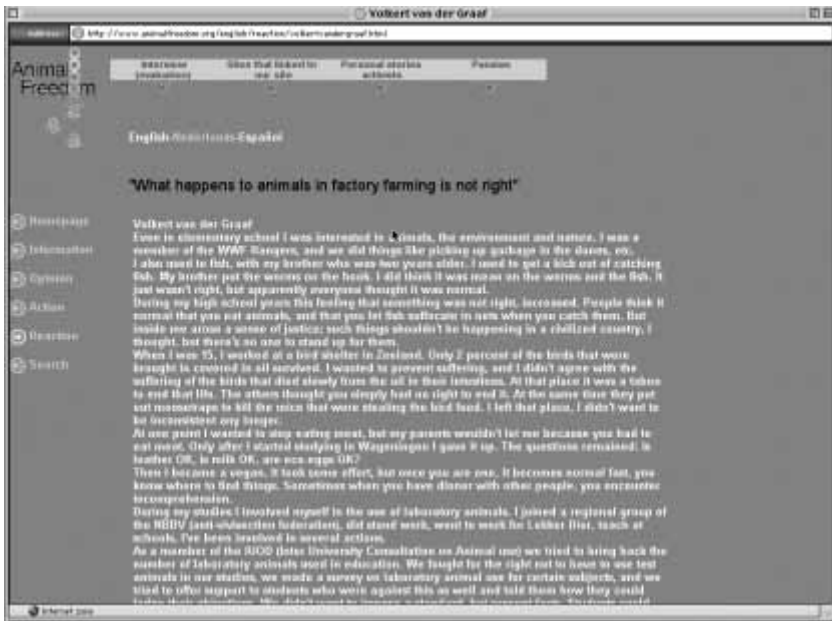 Volkert van der Graaf
http://www.animalfreedom.org/english/reaction/volkertvandergraaf.html
Animal
Freedom
Interviewer
Sites that linked to
our site
Personal stories
activists
English Nederlands Español
"What happens to animals in factory farming is not right"
Homepage
Information
Opinion
Action
Reaction
Search
Volkert van der Graaf
Even in elementary school I was interested in animals, the environment and nature. I was a
member of the WWF Rangers, and we did things like picking up garbage in the dunes, etc.
I also used to fish, with my brother who was two years older. I used to get a kick out of catching
fish. My brother put the worms on the hook. I did think it was mean on the worms and the fish. It
just wasn't right, but apparently everyone thought it was normal.
During my high school years this feeling that something was not right, increased. People think it
normal that you eat animals, and that you let fish suffocate in nets when you catch them. But
inside me arose a sense of justice; such things shouldn't be happening in a civilized country, I
thought, but there's no one to stand up for them.
When I was 15, I worked at a bird shelter in Zeeland. Only 2 percent of the birds that were
brought in covered in oil survived. I wanted to prevent suffering, and I didn't agree with the
suffering of the birds that died slowly from the oil in their intestines. At that place it was a taboo
to end that life. The others thought you simply had no right to end it. At the same time they put
out mousetraps to kill the mice that were stealing the bird food. I left that place, I didn't want to
be inconsistent any longer.
At one point I wanted to stop eating meat, but my parents wouldn't let me because you had to
eat meat. Only after I started studying in Wageningen I gave it up. The questions remained: is
leather OK, is milk OK, are eco eggs OK?
Then I became a vegan. It took some effort, but once you are one, it becomes normal fast, you
know where to find things. Sometimes when you have dinner with other people, you encounter
incomprehension.
During my studies I involved myself in the use of laboratory animals. I joined a regional group of
the NBBV (anti-vivisection federation), did stand work, went to work for Lekker Dier, teach at
schools. I've been involved in several actions.
As a member of the IUOD (Inter University Consultation on Animal use) we tried to bring back the
number of laboratory animals used in education. We fought for the right not to have to use test
animals in our studies, we made a survey on laboratory animal use for certain subjects, and we
tried to offer support to students who were against this as well and told them how they could
Internet zone